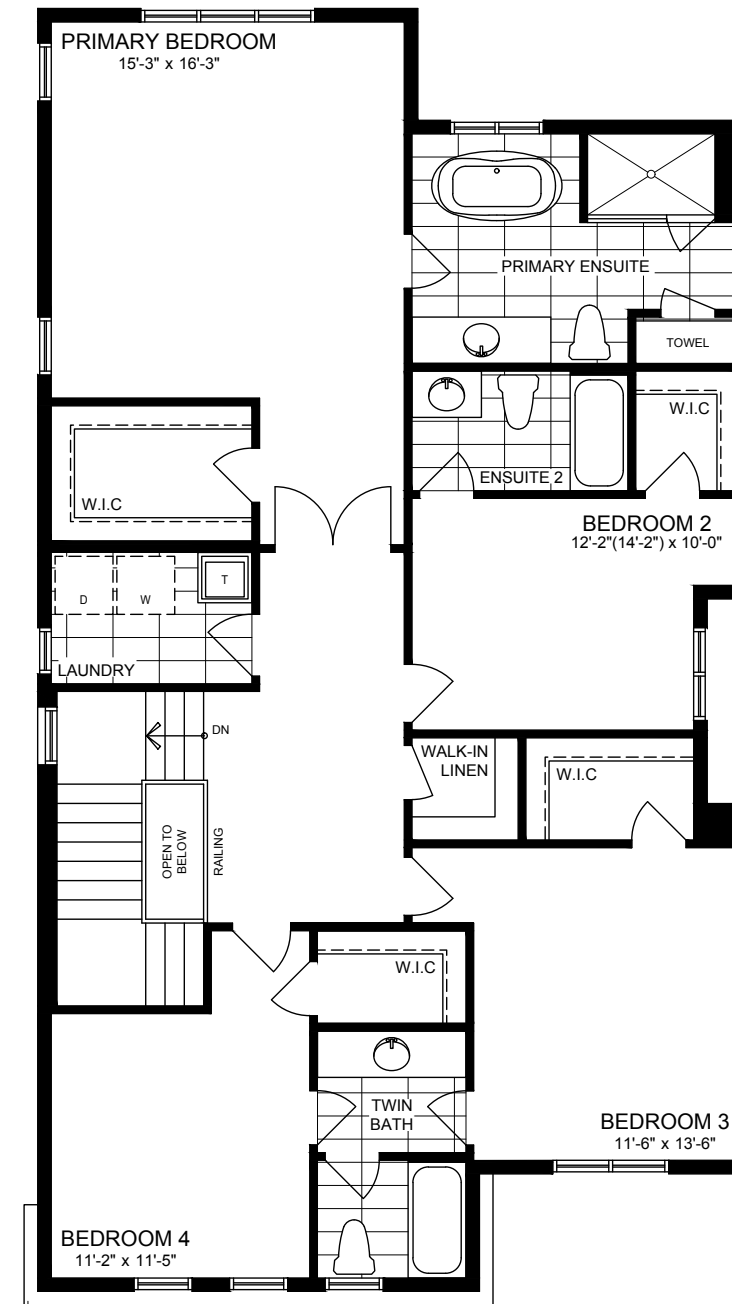 PRIMARY BEDROOM
15'-3" x 16'-3"
PRIMARY ENSUITE
TOWEL
W.I.C
ENSUITE 2
W.I.C
BEDROOM 2
12'-2"(14'-2") x 10'-0"
D
W
T
LAUNDRY
DN
WALK-IN
LINEN
W.I.C
OPEN TO
BELOW
RAILING
W.I.C
TWIN
BATH
BEDROOM 3
11'-6" x 13'-6"
BEDROOM 4
11'-2" x 11'-5"